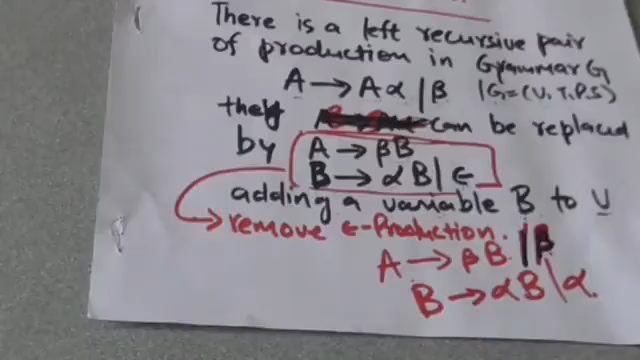 There is a left recursive pair
of production in Grammar G
A → Aα | β | G=(V,T,P,S)
they can be replaced
by A → βB
B → αB | ϵ
adding a variable B to V
remove ϵ-Production.
A → βB | β
B → αB | α.